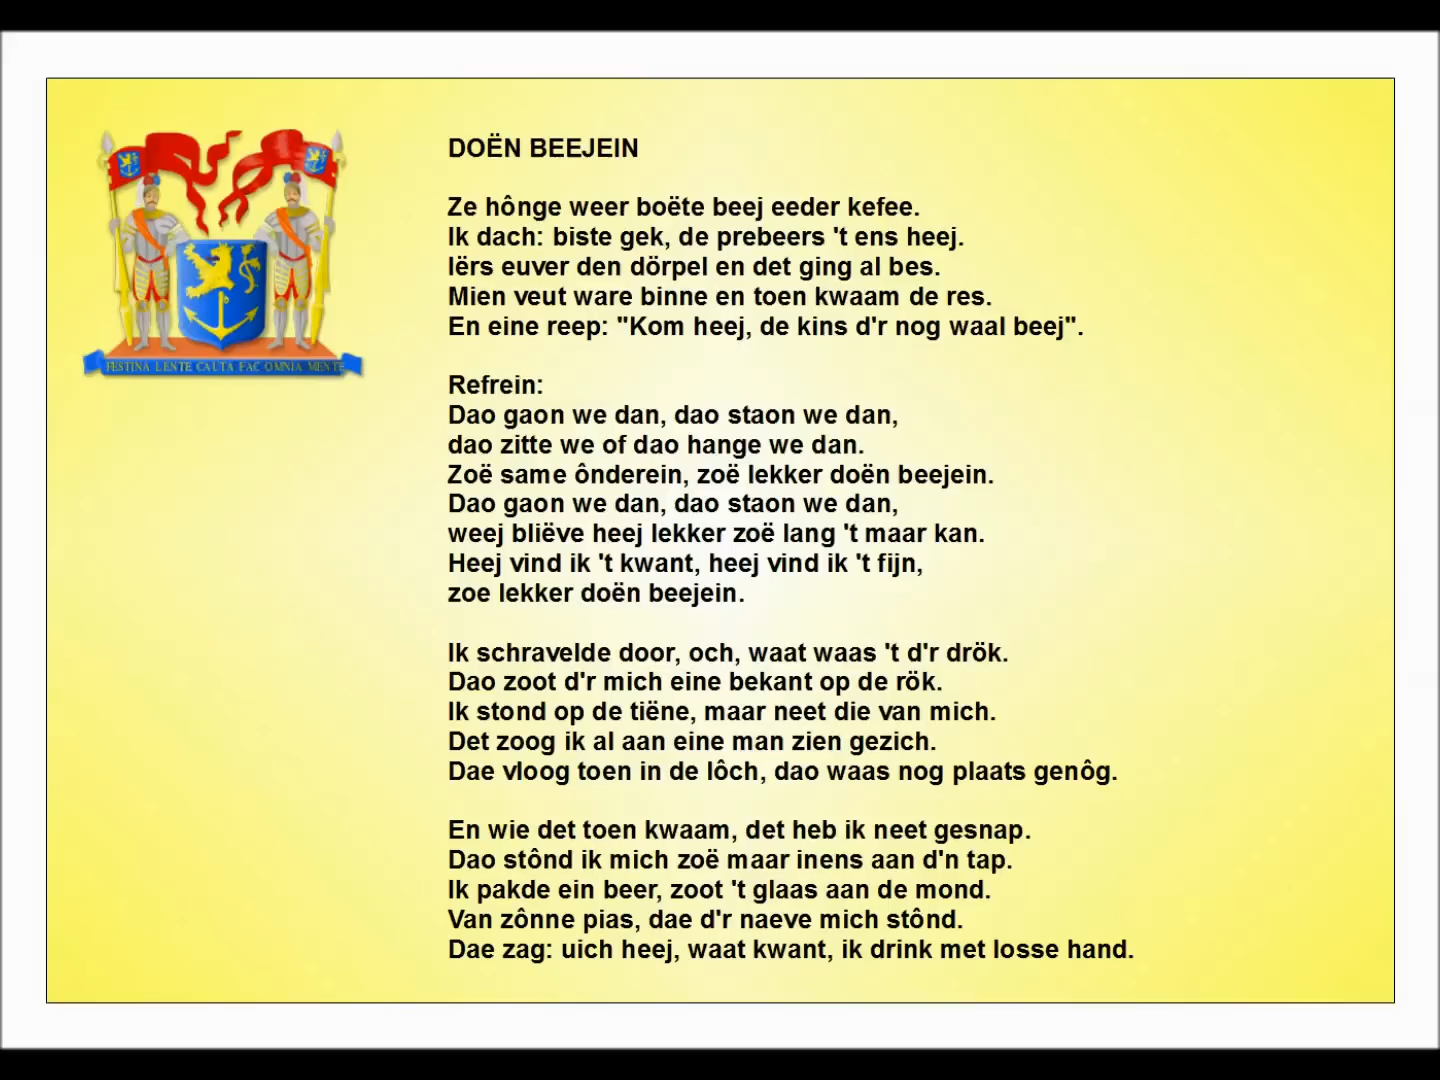 DOËN BEEJEIN
Ze hônge weer boëte beej eeder kefee.
Ik dach: biste gek, de prebeers 't ens heej.
Iërs euver den dörpel en det ging al bes.
Mien veut ware binne en toen kwaam de res.
En eine reep: "Kom heej, de kins d'r nog waal beej".
Refrein:
Dao gaon we dan, dao staon we dan,
dao zitte we of dao hange we dan.
Zoë same ônderein, zoë lekker doën beejein.
Dao gaon we dan, dao staon we dan,
weej bliëve heej lekker zoë lang 't maar kan.
Heej vind ik 't kwant, heej vind ik 't fijn,
zoe lekker doën beejein.
Ik schravelde door, och, waat waas 't d'r drök.
Dao zoot d'r mich eine bekant op de rök.
Ik stond op de tiëne, maar neet die van mich.
Det zoog ik al aan eine man zien gezich.
Dae vloog toen in de lôch, dao waas nog plaats genôg.
En wie det toen kwaam, det heb ik neet gesnap.
Dao stônd ik mich zoë maar inens aan d'n tap.
Ik pakde ein beer, zoot 't glaas aan de mond.
Van zônne pias, dae d'r naeve mich stônd.
Dae zag: uich heej, waat kwant, ik drink met losse hand.
FESTINA LENTE CAUTA FAC OMNIA MENTE